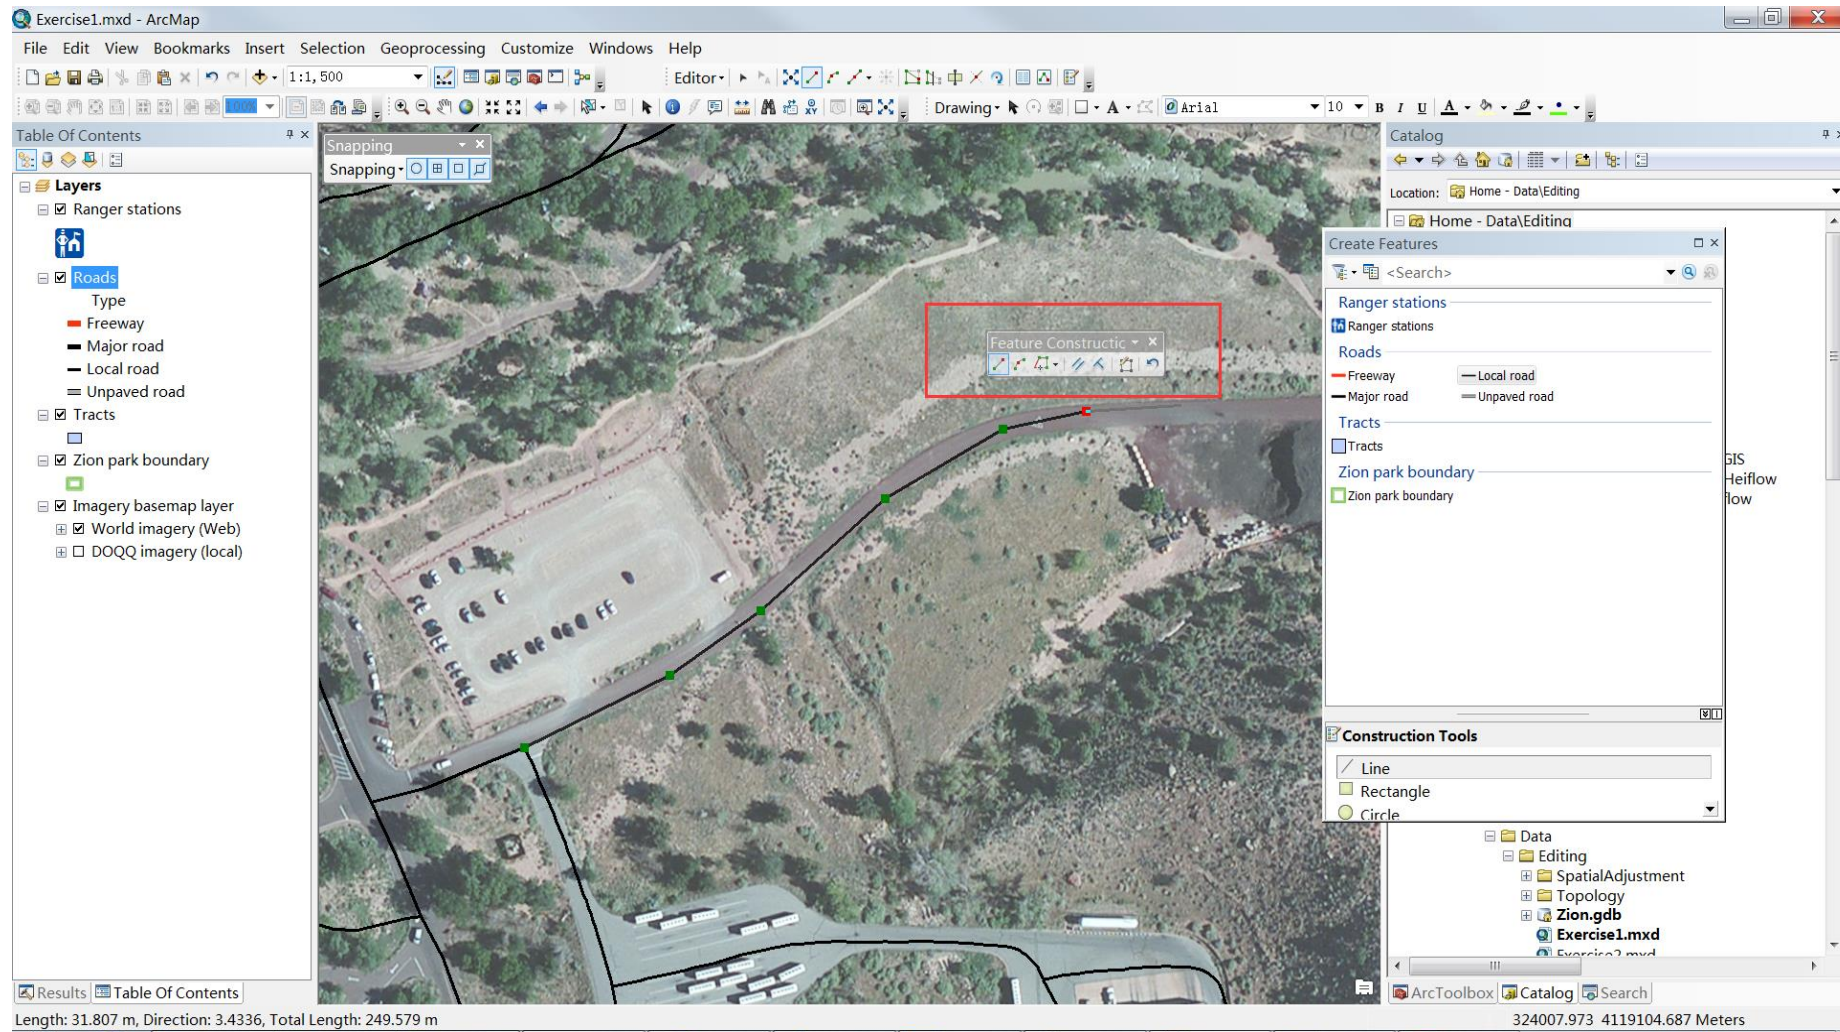 Exercise1.mxd - ArcMap
File Edit View Bookmarks Insert Selection Geoprocessing Customize Windows Help
1:1,500
Editor
100%
Drawing
A
Arial
10
B I U A
Table Of Contents
Layers
Ranger stations
Roads
Type
Freeway
Major road
Local road
Unpaved road
Tracts
Zion park boundary
Imagery basemap layer
World imagery (Web)
DOQQ imagery (local)
Results
Table Of Contents
Snapping
Snapping
Feature Constructic
Catalog
Location: Home - Data\Editing
Home - Data\Editing
Create Features
<Search>
Ranger stations
Ranger stations
Roads
Freeway
Local road
Major road
Unpaved road
Tracts
Tracts
Zion park boundary
Zion park boundary
GIS
Heiflow
flow
Construction Tools
Line
Rectangle
Circle
Data
Editing
SpatialAdjustment
Topology
Zion.gdb
Exercise1.mxd
Exercise2.mxd
ArcToolbox
Catalog
Search
Length: 31.807 m, Direction: 3.4336, Total Length: 249.579 m
324007.973 4119104.687 Meters